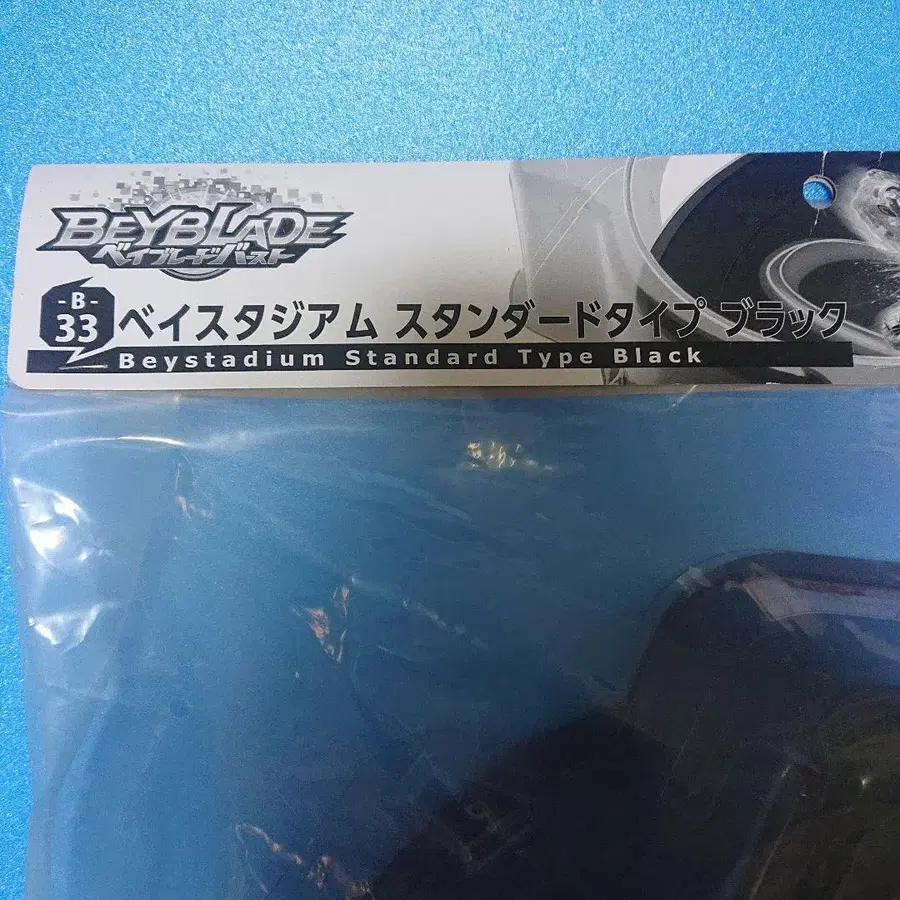 BEYBLADE
ベイブレードバースト
-B-
33
ベイスタジアム スタンダードタイプ ブラック
Beystadium Standard Type Black